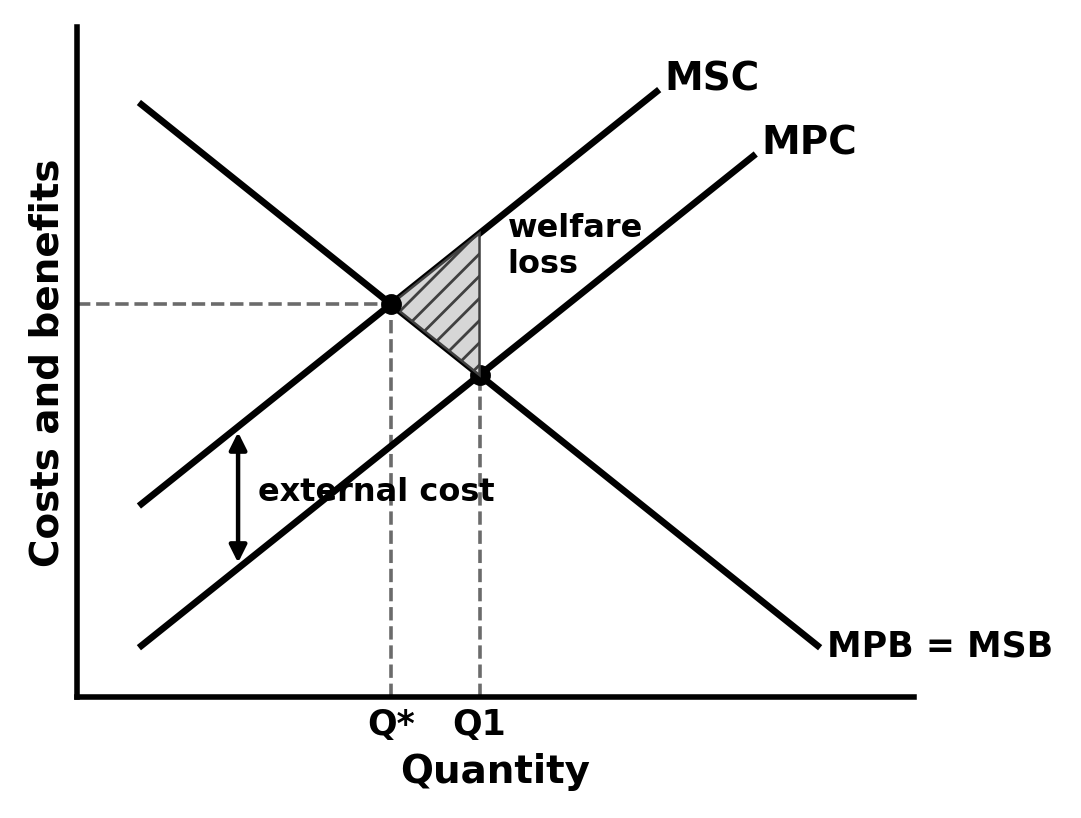 MSC
MPC
welfare
loss
Costs and benefits
external cost
MPB = MSB
Q* Q1
Quantity